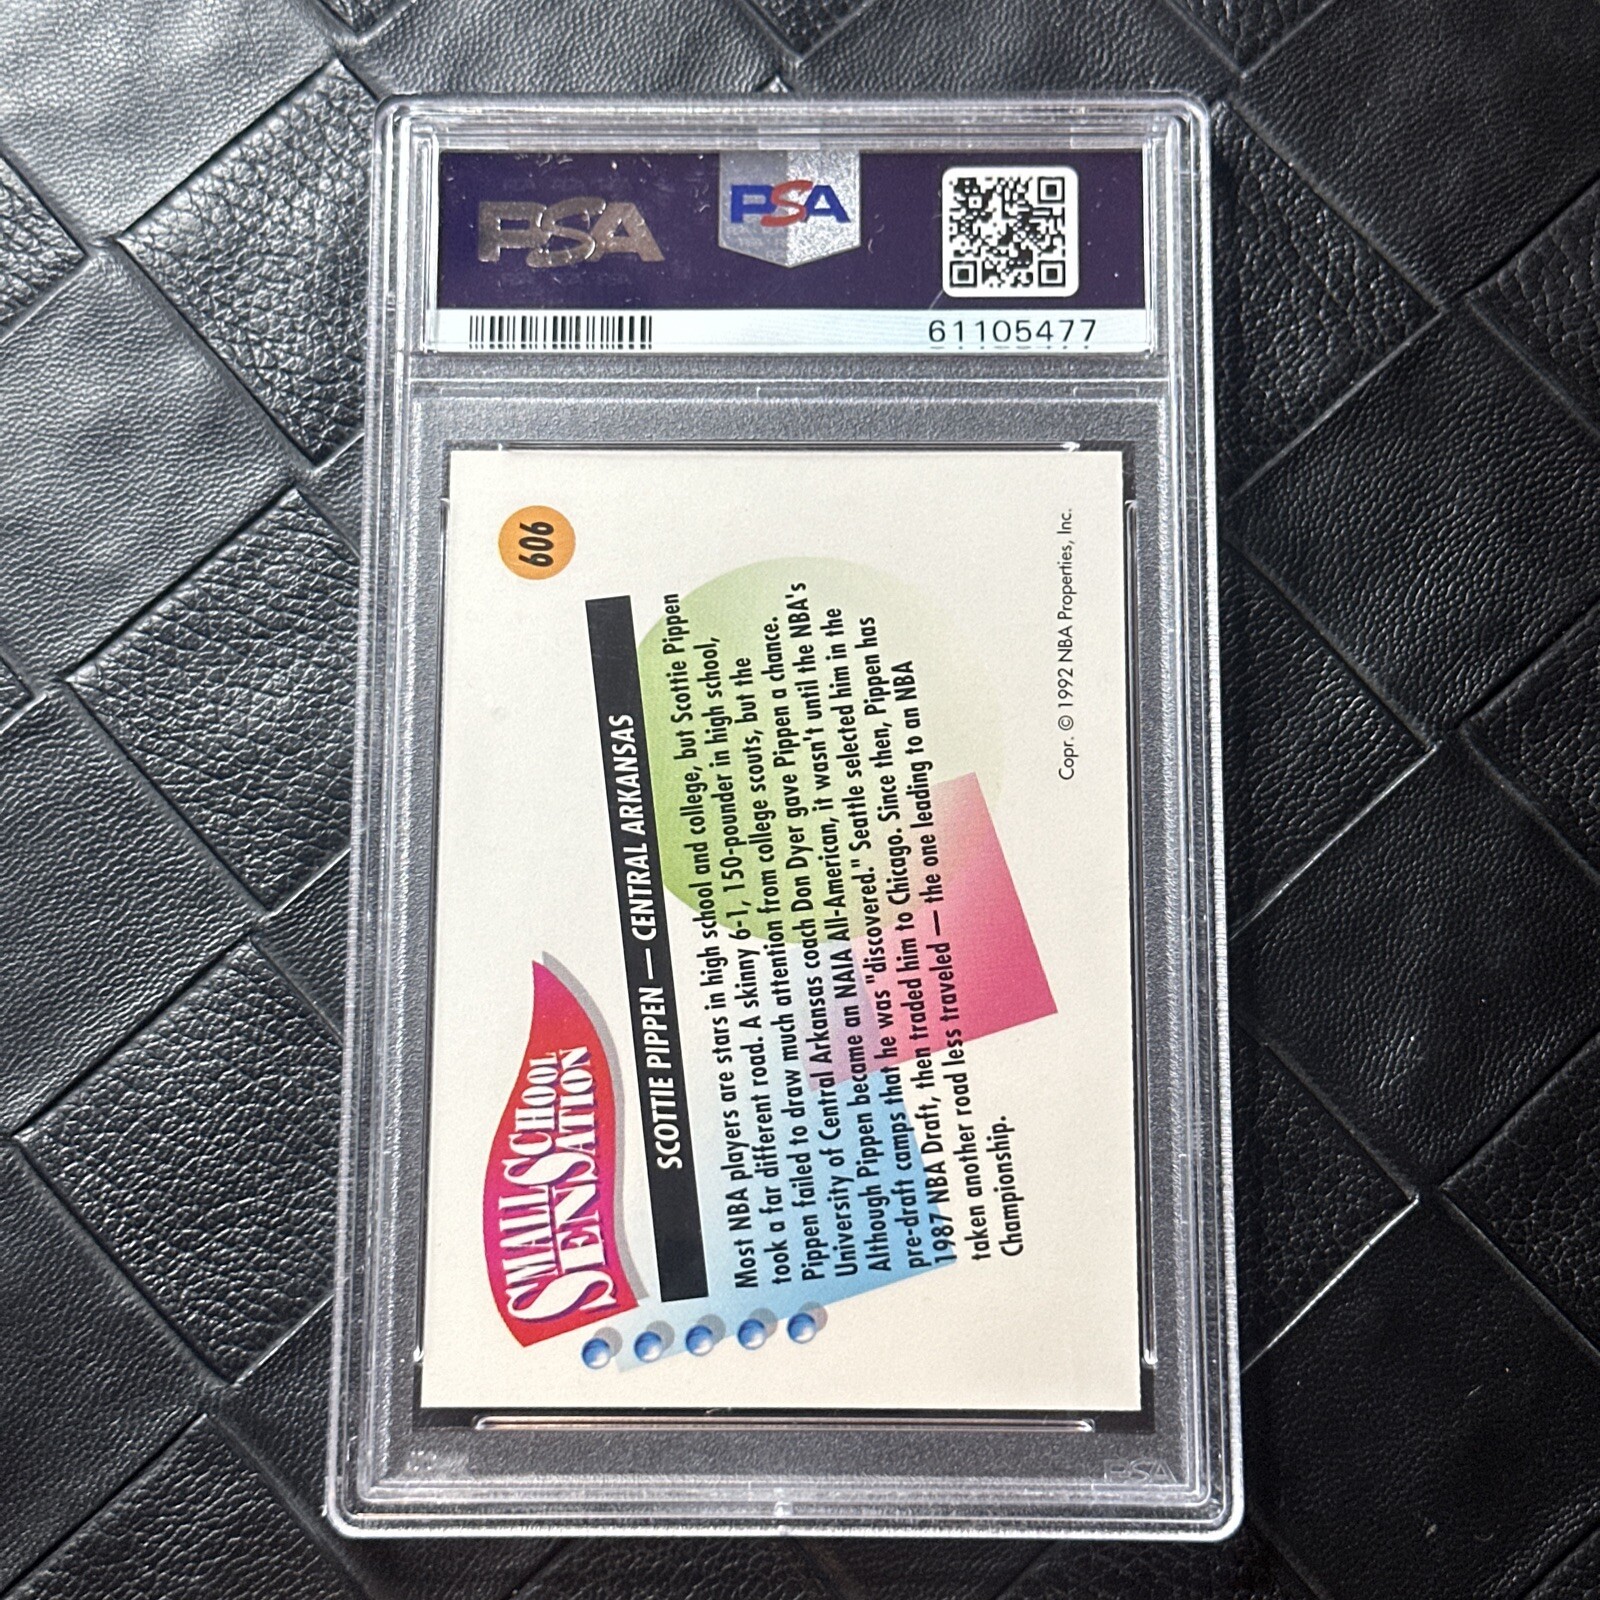 PSA
PSA
61105477
606
SMALL SCHOOL
SENSATION
SCOTTIE PIPPEN — CENTRAL ARKANSAS
Most NBA players are stars in high school and college, but Scottie Pippen
took a far different road. A skinny 6-1, 150-pounder in high school,
Pippen failed to draw much attention from college scouts, but the
University of Central Arkansas coach Don Dyer gave Pippen a chance.
Although Pippen became an NAIA All-American, it wasn't until the NBA's
pre-draft camps that he was "discovered." Seattle selected him in the
1987 NBA Draft, then traded him to Chicago. Since then, Pippen has
taken another road less traveled — the one leading to an NBA
Championship.
Copr. © 1992 NBA Properties, Inc.
PSA